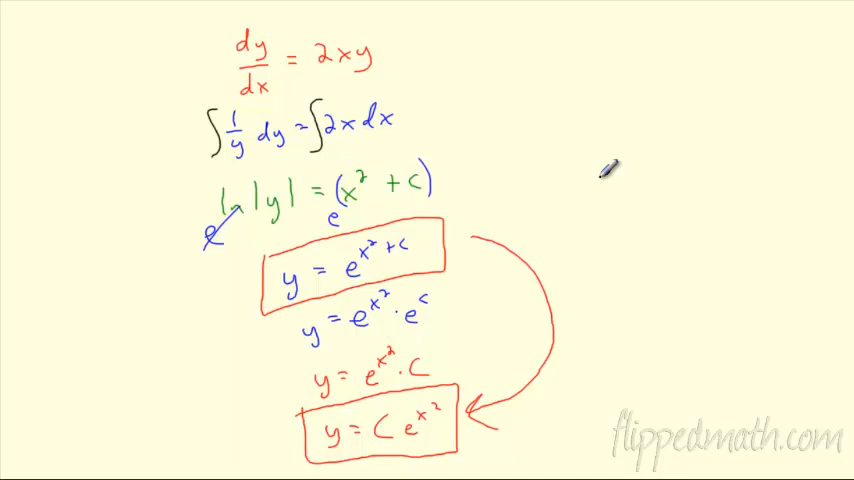 dy/dx = 2xy
∫ 1/y dy = ∫ 2x dx
e ln |y| = e (x² + c)
y = e^(x²+c)
y = e^(x²) · e^c
y = e^(x²) · C
y = C e^(x²)
flippedmath.com